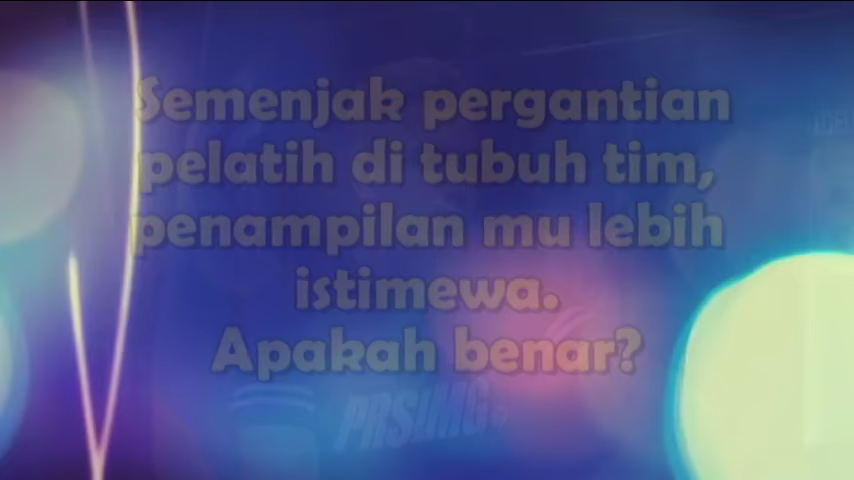 Semenjak pergantian
pelatih di tubuh tim,
penampilan mu lebih
istimewa.
Apakah benar?